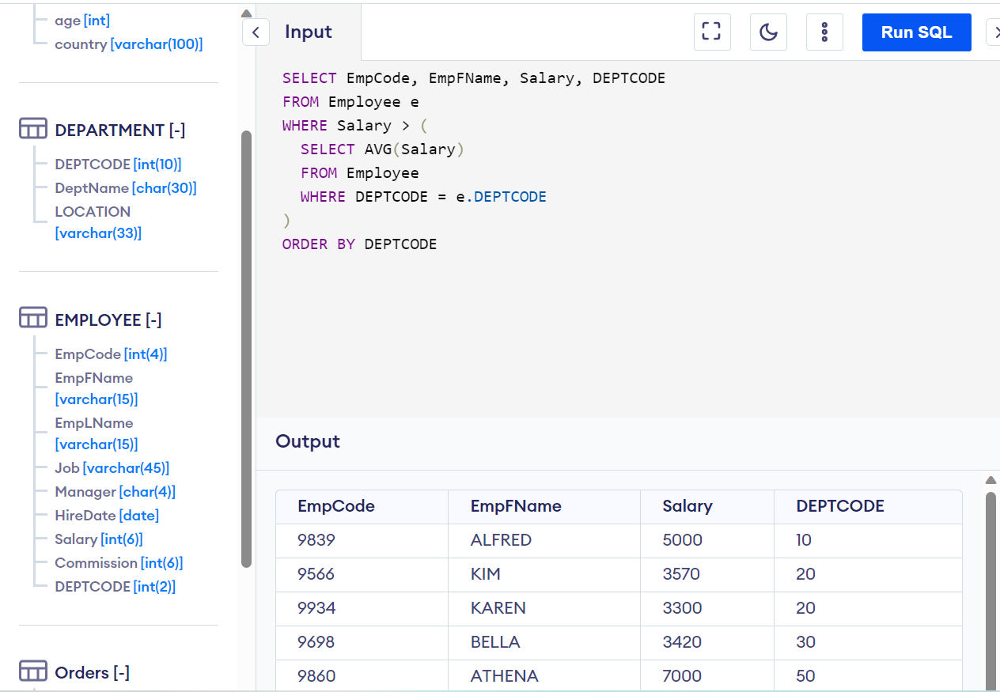 age [int]
country [varchar(100)]
DEPARTMENT [-]
DEPTCODE [int(10)]
DeptName [char(30)]
LOCATION
[varchar(33)]
EMPLOYEE [-]
EmpCode [int(4)]
EmpFName
[varchar(15)]
EmpLName
[varchar(15)]
Job [varchar(45)]
Manager [char(4)]
HireDate [date]
Salary [int(6)]
Commission [int(6)]
DEPTCODE [int(2)]
Orders [-]
Input
Run SQL
SELECT EmpCode, EmpFName, Salary, DEPTCODE
FROM Employee e
WHERE Salary > (
  SELECT AVG(Salary)
  FROM Employee
  WHERE DEPTCODE = e.DEPTCODE
)
ORDER BY DEPTCODE
Output
EmpCode EmpFName Salary DEPTCODE
9839 ALFRED 5000 10
9566 KIM 3570 20
9934 KAREN 3300 20
9698 BELLA 3420 30
9860 ATHENA 7000 50